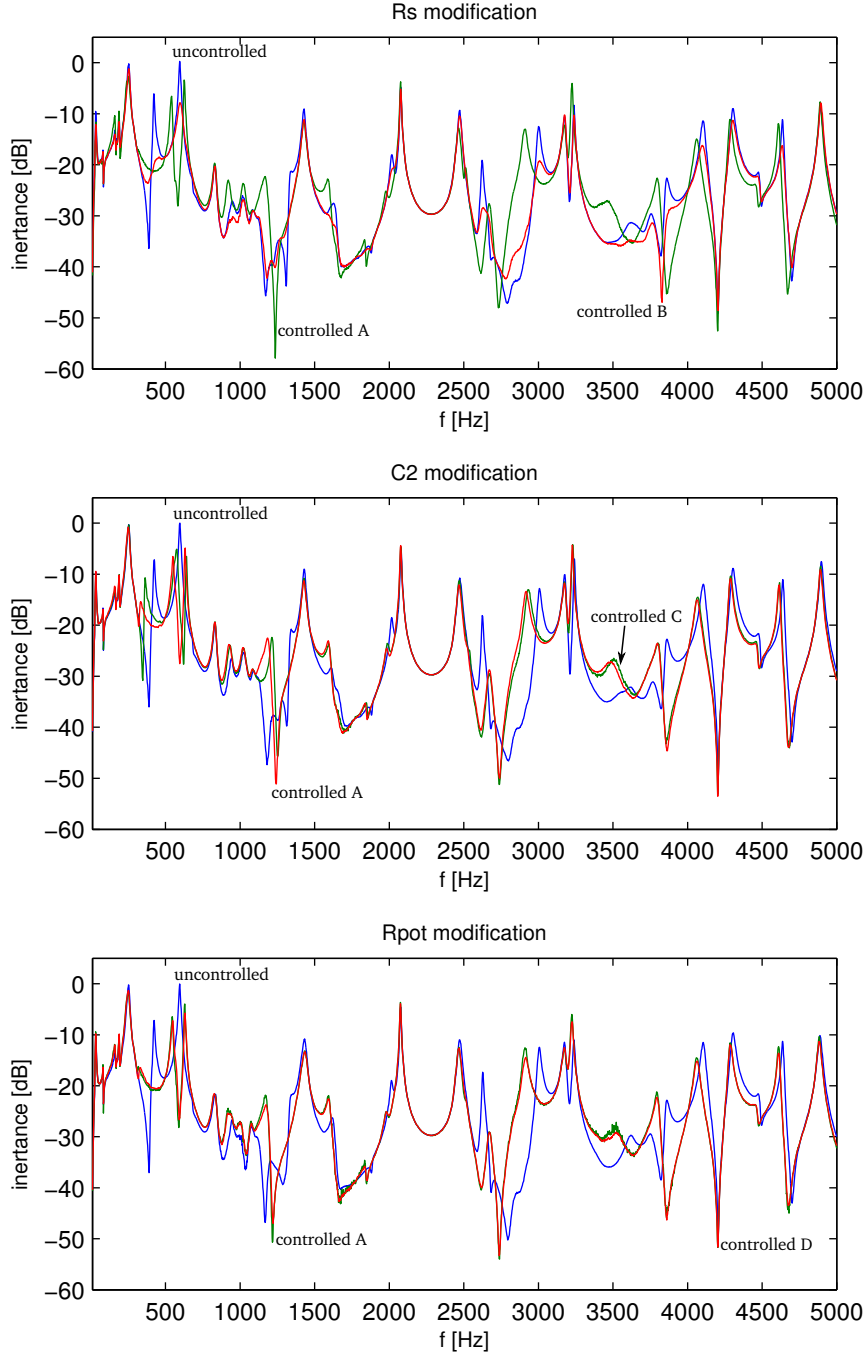 Rs modification
uncontrolled
0
−10
−20
−30
−40
−50
−60
inertance [dB]
controlled A
controlled B
500 1000 1500 2000 2500 3000 3500 4000 4500 5000
f [Hz]
C2 modification
uncontrolled
0
−10
−20
−30
−40
−50
−60
inertance [dB]
controlled C
controlled A
500 1000 1500 2000 2500 3000 3500 4000 4500 5000
f [Hz]
Rpot modification
uncontrolled
0
−10
−20
−30
−40
−50
−60
inertance [dB]
controlled A
controlled D
500 1000 1500 2000 2500 3000 3500 4000 4500 5000
f [Hz]